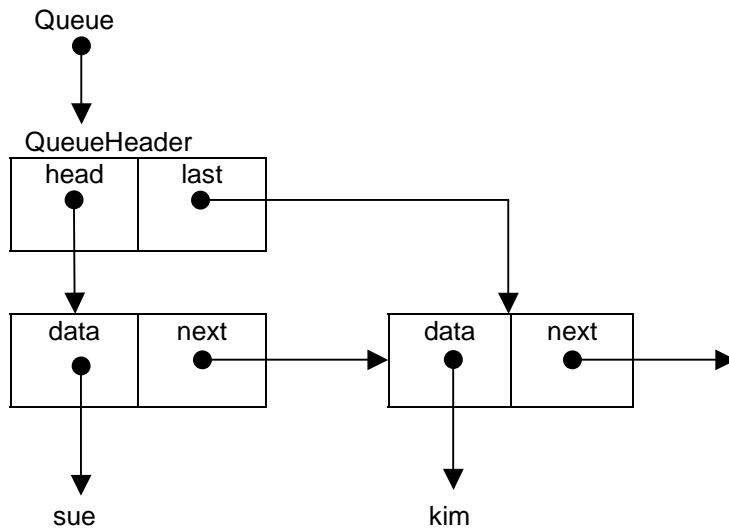 Queue
QueueHeader
head last
data next data next
sue kim